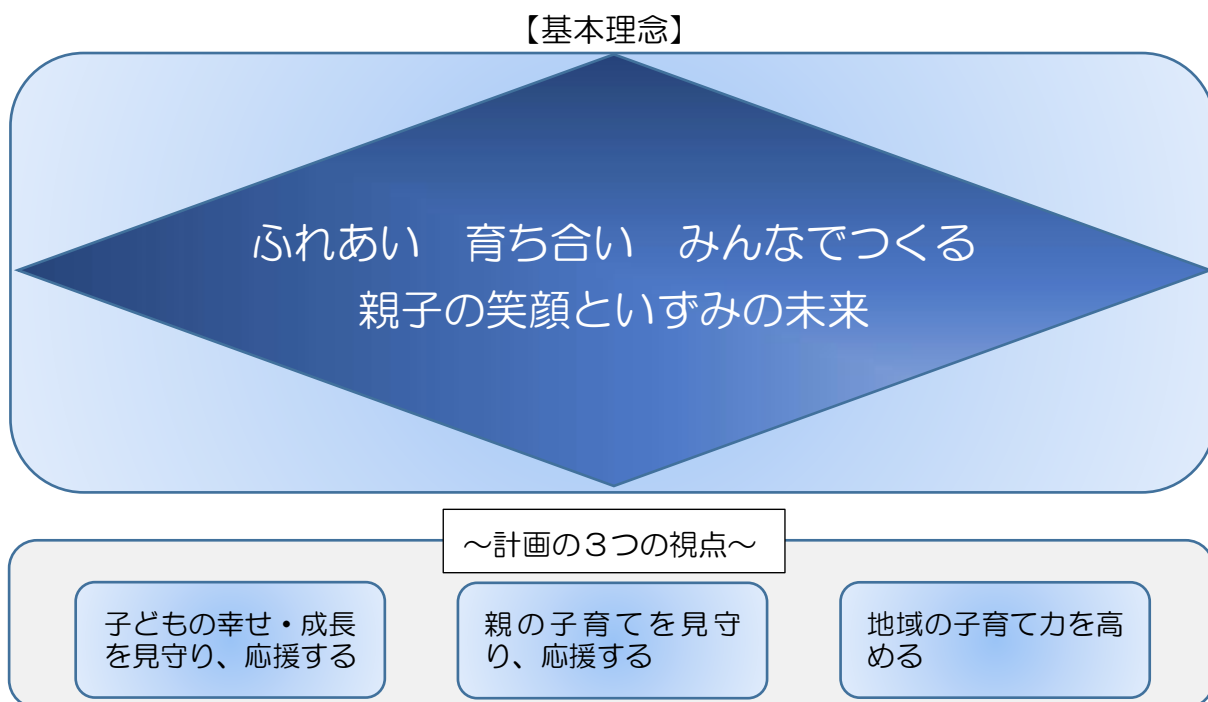 【基本理念】
ふれあい　育ち合い　みんなでつくる
親子の笑顔といずみの未来
～計画の３つの視点～
子どもの幸せ・成長
を見守り、応援する
親の子育てを見守
り、応援する
地域の子育て力を高
める